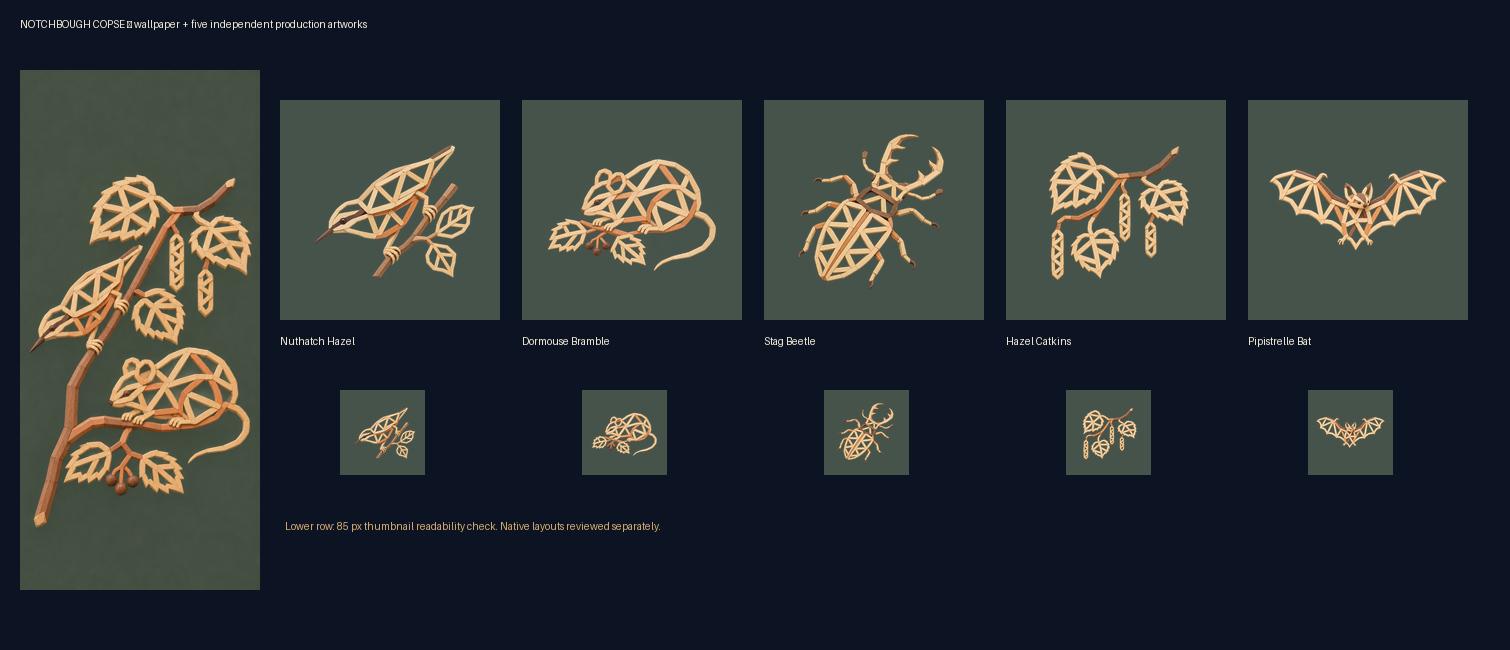 NOTCHBOUGH COPSE ▯ wallpaper + five independent production artworks
Nuthatch Hazel
Dormouse Bramble
Stag Beetle
Hazel Catkins
Pipistrelle Bat
Lower row: 85 px thumbnail readability check. Native layouts reviewed separately.